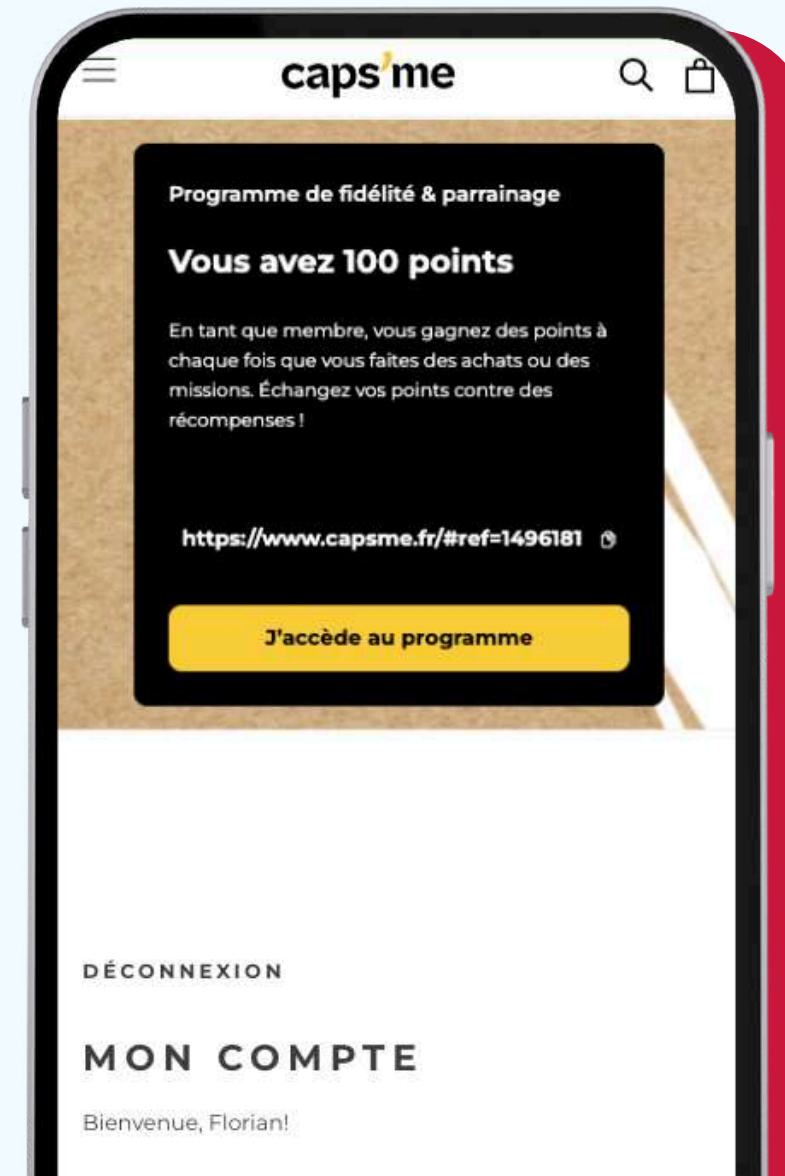 caps'me
Programme de fidélité & parrainage
Vous avez 100 points
En tant que membre, vous gagnez des points à
chaque fois que vous faites des achats ou des
missions. Échangez vos points contre des
récompenses !
https://www.capsme.fr/#ref=1496181
J'accède au programme
DÉCONNEXION
MON COMPTE
Bienvenue, Florian!